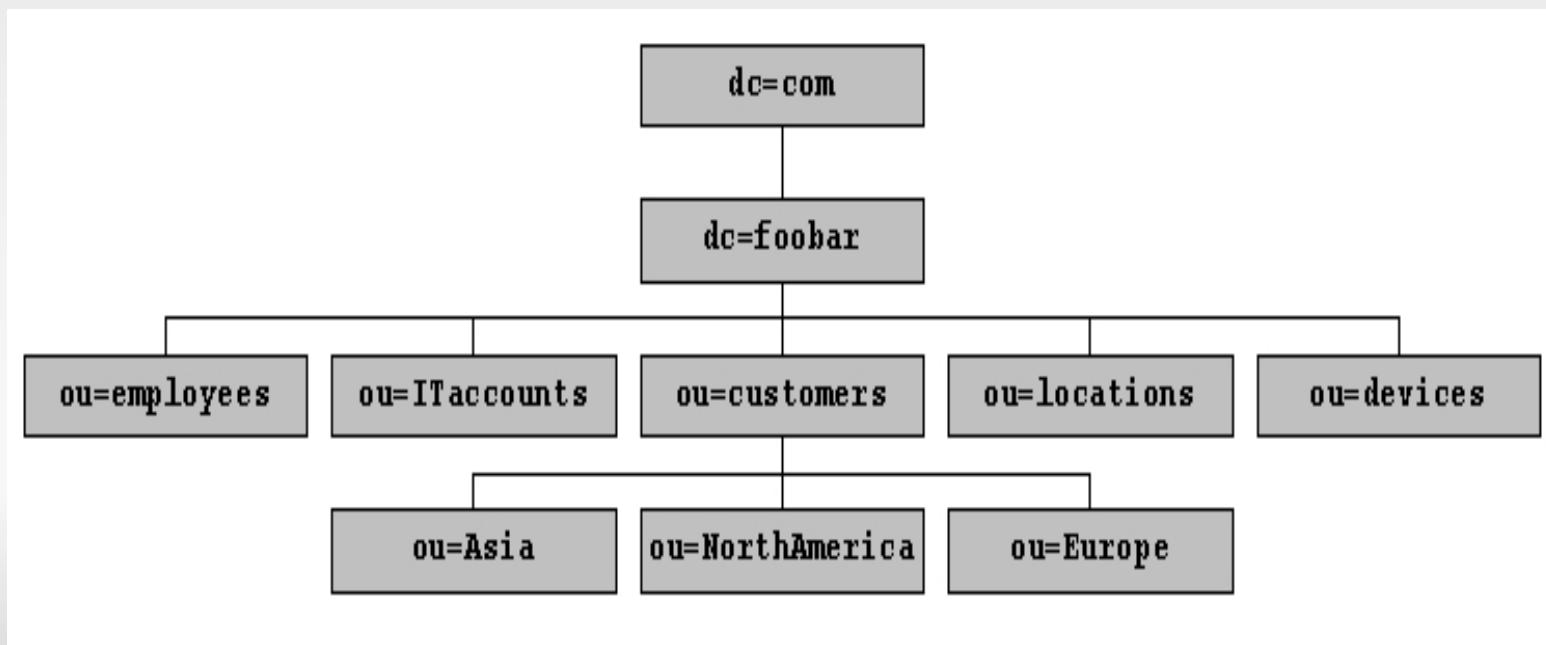 dc=com
dc=foobar
ou=employees
ou=ITaccounts
ou=customers
ou=locations
ou=devices
ou=Asia
ou=NorthAmerica
ou=Europe